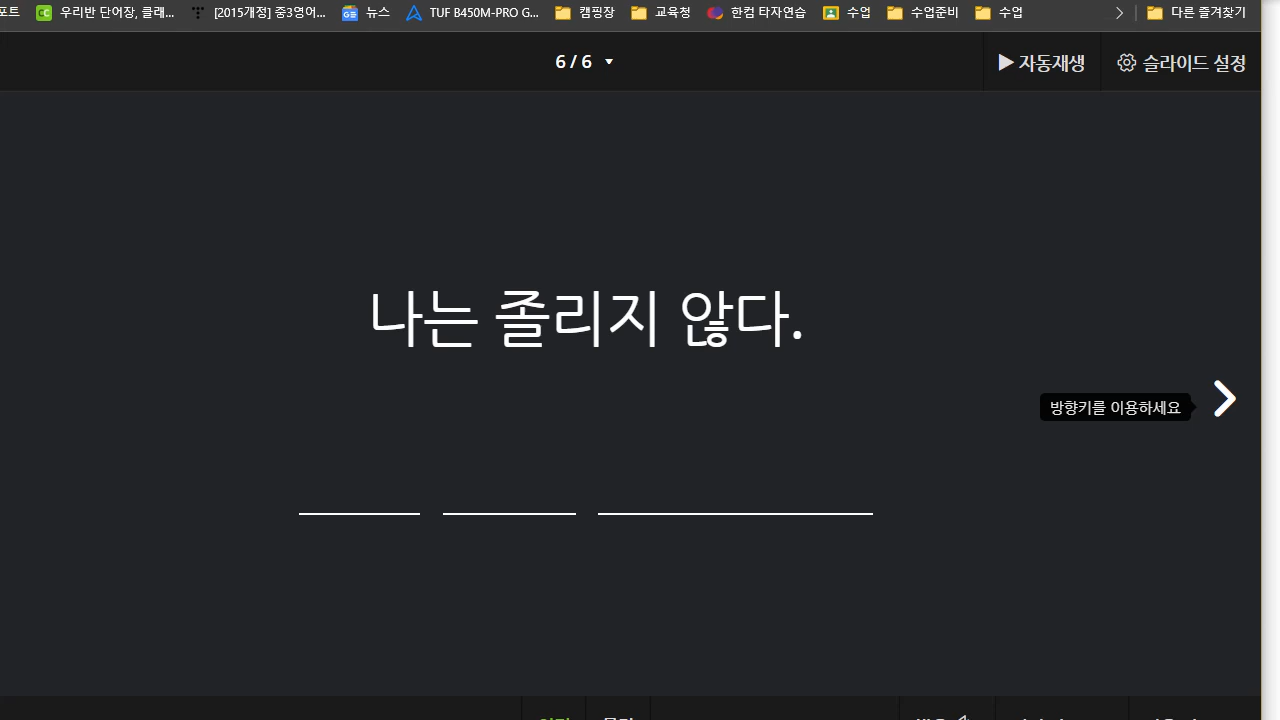 포트 우리반 단어장, 클래... [2015개정] 중3영어... 뉴스 TUF B450M-PRO G... 캠핑장 교육청 한컴 타자연습 수업 수업준비 수업 다른 즐겨찾기
6 / 6 자동재생 슬라이드 설정
나는 졸리지 않다.
방향키를 이용하세요